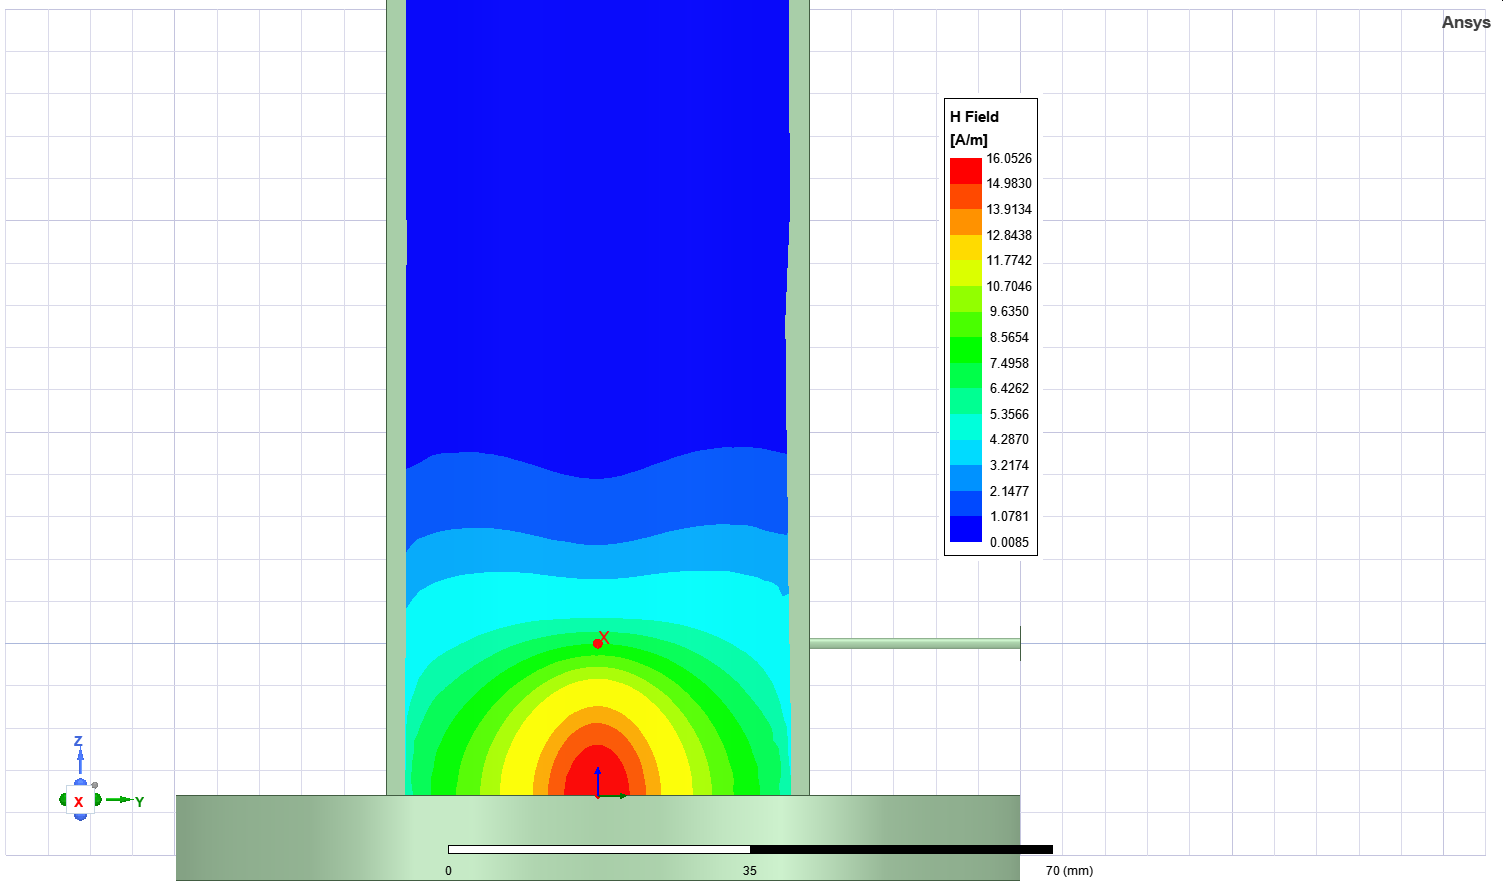 Ansys
H Field
[A/m]
16.0526
14.9830
13.9134
12.8438
11.7742
10.7046
9.6350
8.5654
7.4958
6.4262
5.3566
4.2870
3.2174
2.1477
1.0781
0.0085
X
Z
X
Y
0 35 70 (mm)